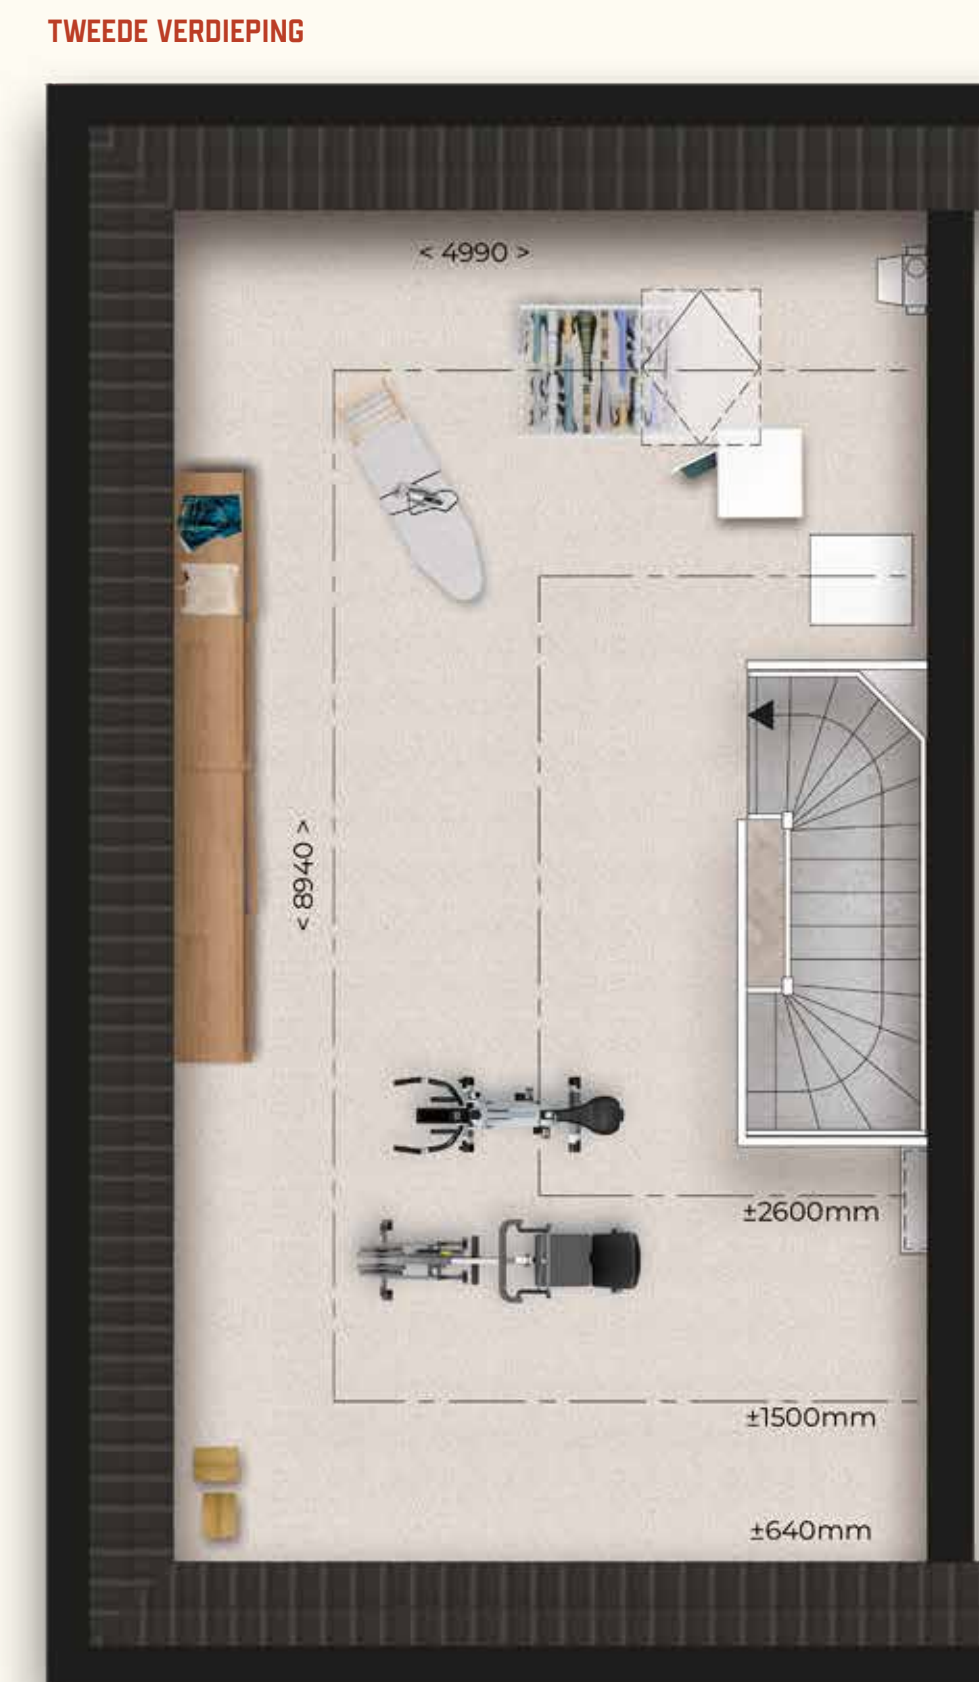 TWEEDE VERDIEPING
< 4990 >
< 8940 >
±2600mm
±1500mm
±640mm